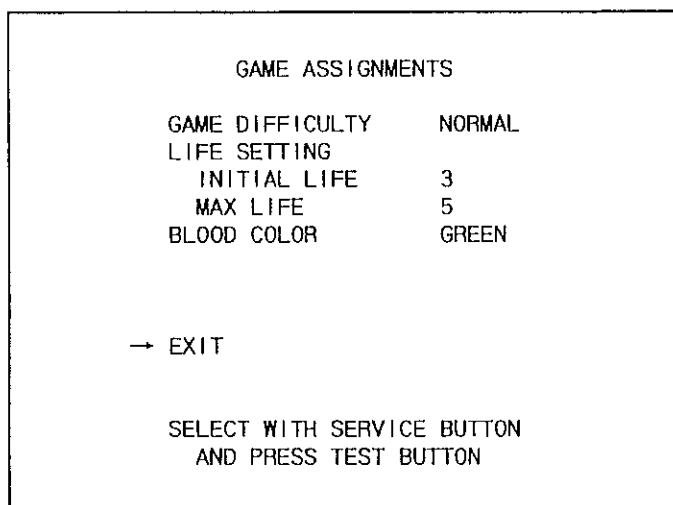 GAME ASSIGNMENTS
GAME DIFFICULTY NORMAL
LIFE SETTING
INITIAL LIFE 3
MAX LIFE 5
BLOOD COLOR GREEN
→ EXIT
SELECT WITH SERVICE BUTTON
AND PRESS TEST BUTTON